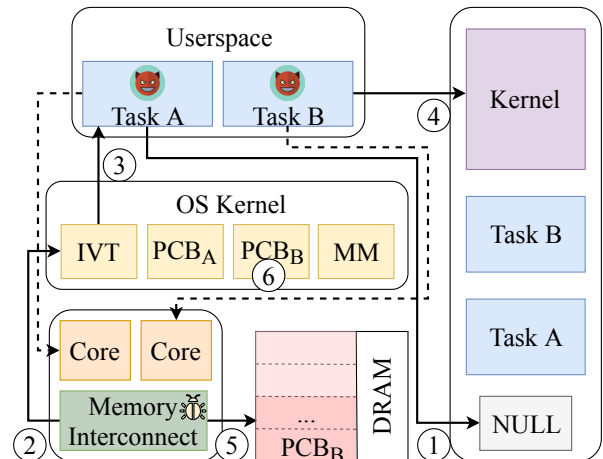 Userspace
Task A
Task B
④
Kernel
③
OS Kernel
IVT
PCB_A
PCB_B
MM
⑥
Task B
Task A
Core
Core
Memory
Interconnect
②
⑤
...
PCB_B
DRAM
①
NULL